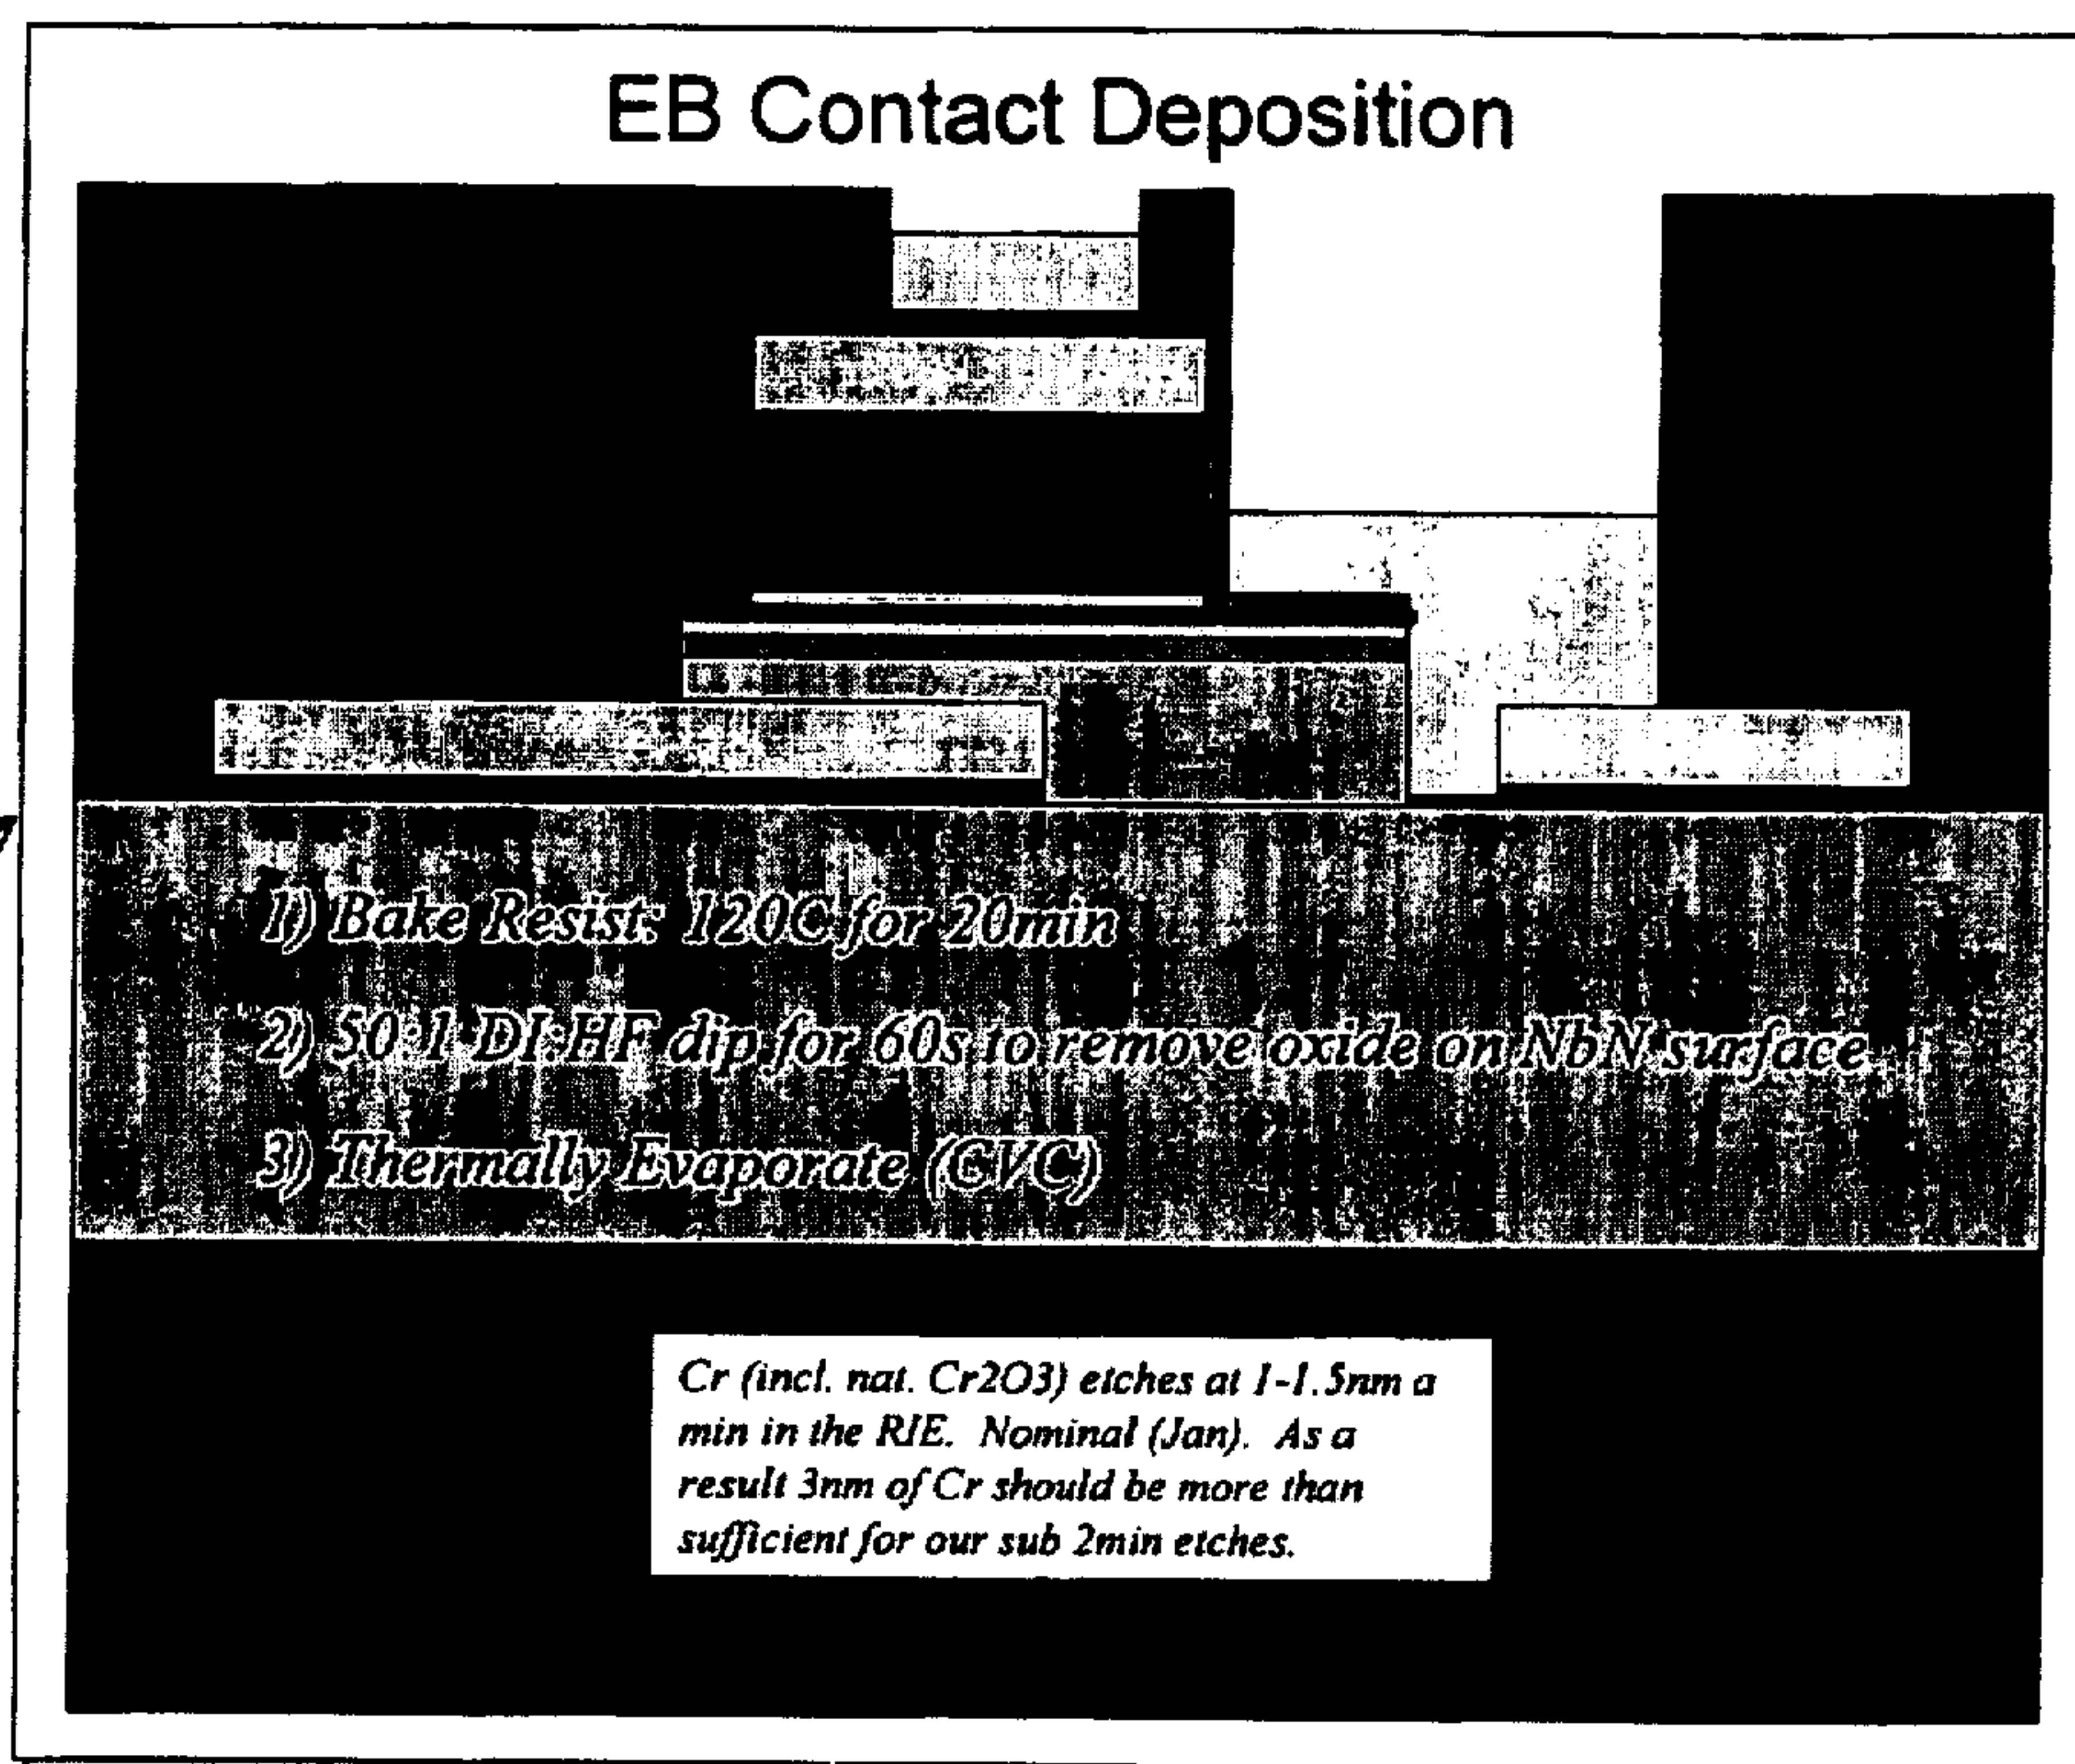 EB Contact Deposition
1) Bake Resist: 120C for 20min
2) 50:1 DI:HF dip for 60s to remove oxide on NbN surface
3) Thermally Evaporate (CVC)
Cr (incl. nat. Cr2O3) etches at 1-1.5nm a
min in the RIE. Nominal (Jan). As a
result 3nm of Cr should be more than
sufficient for our sub 2min etches.